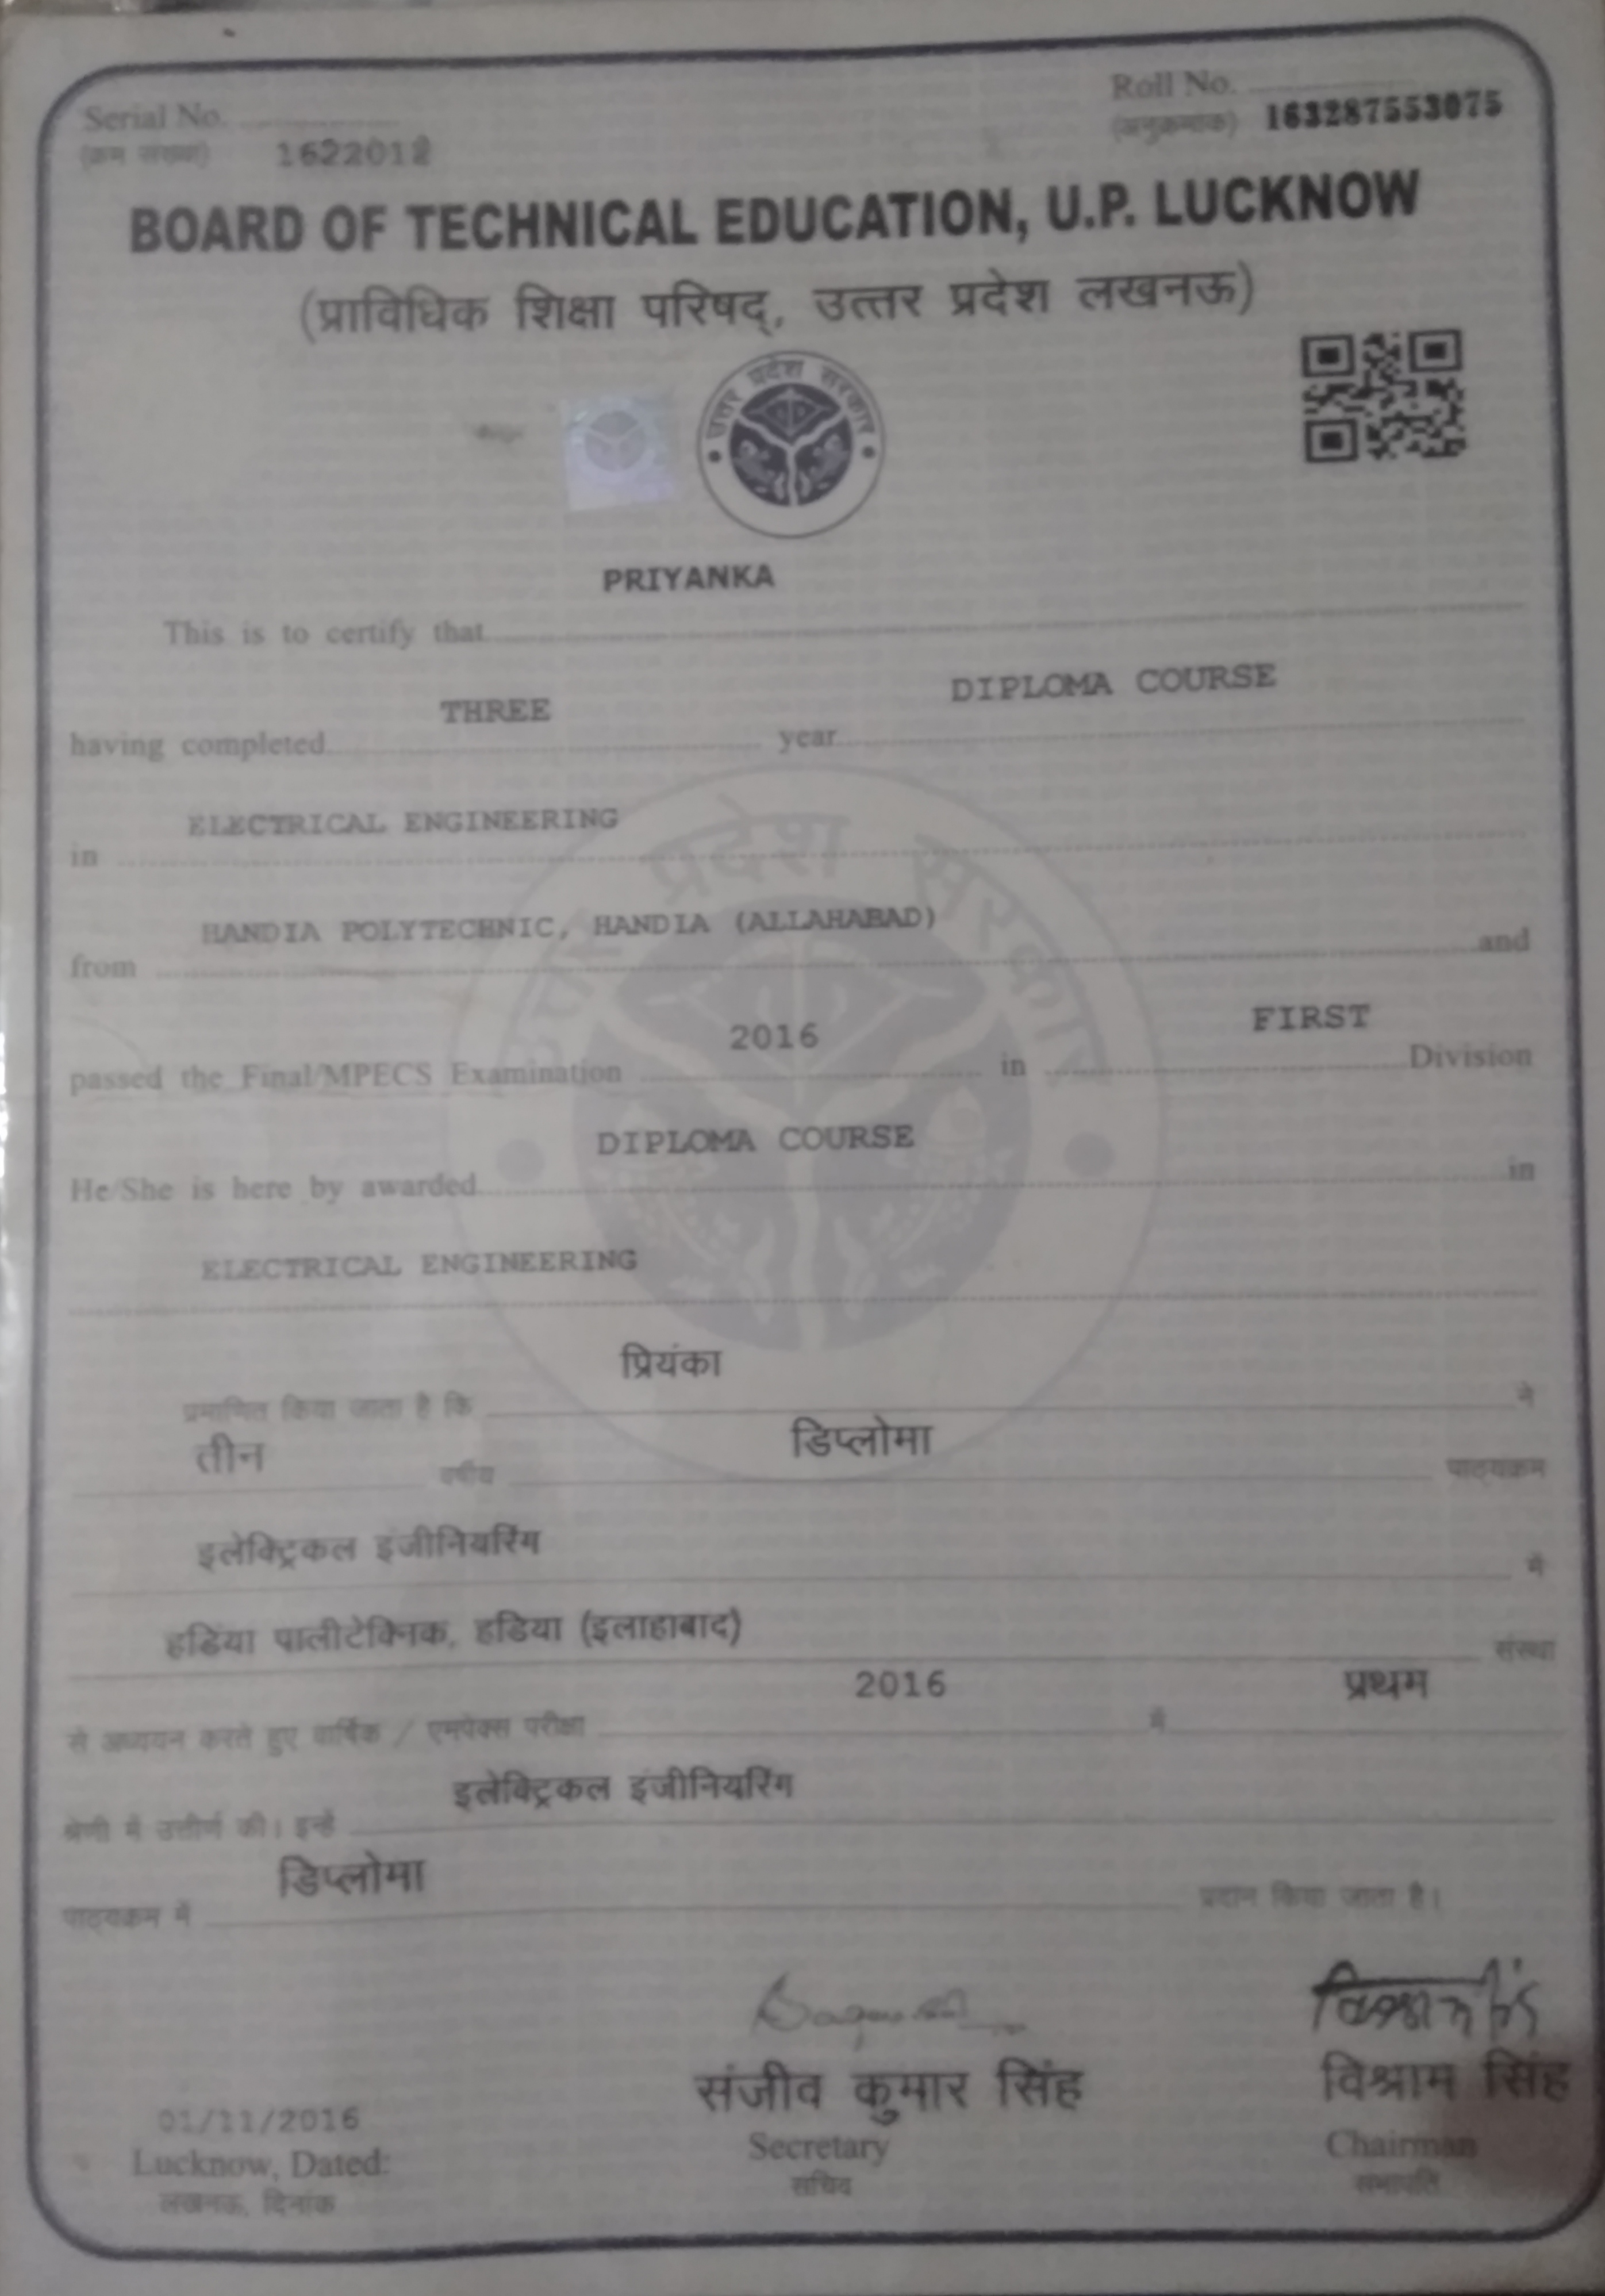 Serial No.
(क्रम संख्या) 1622012
Roll No.
(अनुक्रमांक) 163287553075
BOARD OF TECHNICAL EDUCATION, U.P. LUCKNOW
(प्राविधिक शिक्षा परिषद्, उत्तर प्रदेश लखनऊ)
उत्तर प्रदेश सरकार
PRIYANKA
This is to certify that
THREE DIPLOMA COURSE
having completed year
ELECTRICAL ENGINEERING
in
HANDIA POLYTECHNIC, HANDIA (ALLAHABAD)
from and
2016 FIRST
passed the Final/MPECS Examination in Division
DIPLOMA COURSE
He/She is here by awarded in
ELECTRICAL ENGINEERING
उत्तर प्रदेश सरकार
प्रियंका
प्रमाणित किया जाता है कि ने
तीन डिप्लोमा
वर्षीय पाठ्यक्रम
इलेक्ट्रिकल इंजीनियरिंग
में
हडिया पालीटेक्निक, हडिया (इलाहाबाद)
संस्था
2016 प्रथम
से अध्ययन करते हुए वार्षिक / एमपेक्स परीक्षा में
इलेक्ट्रिकल इंजीनियरिंग
श्रेणी में उत्तीर्ण की। इन्हें
डिप्लोमा
पाठ्यक्रम में प्रदान किया जाता है।
संजीव कुमार सिंह
Secretary
सचिव
विश्राम सिंह
Chairman
सभापति
01/11/2016
Lucknow, Dated:
लखनऊ, दिनांक